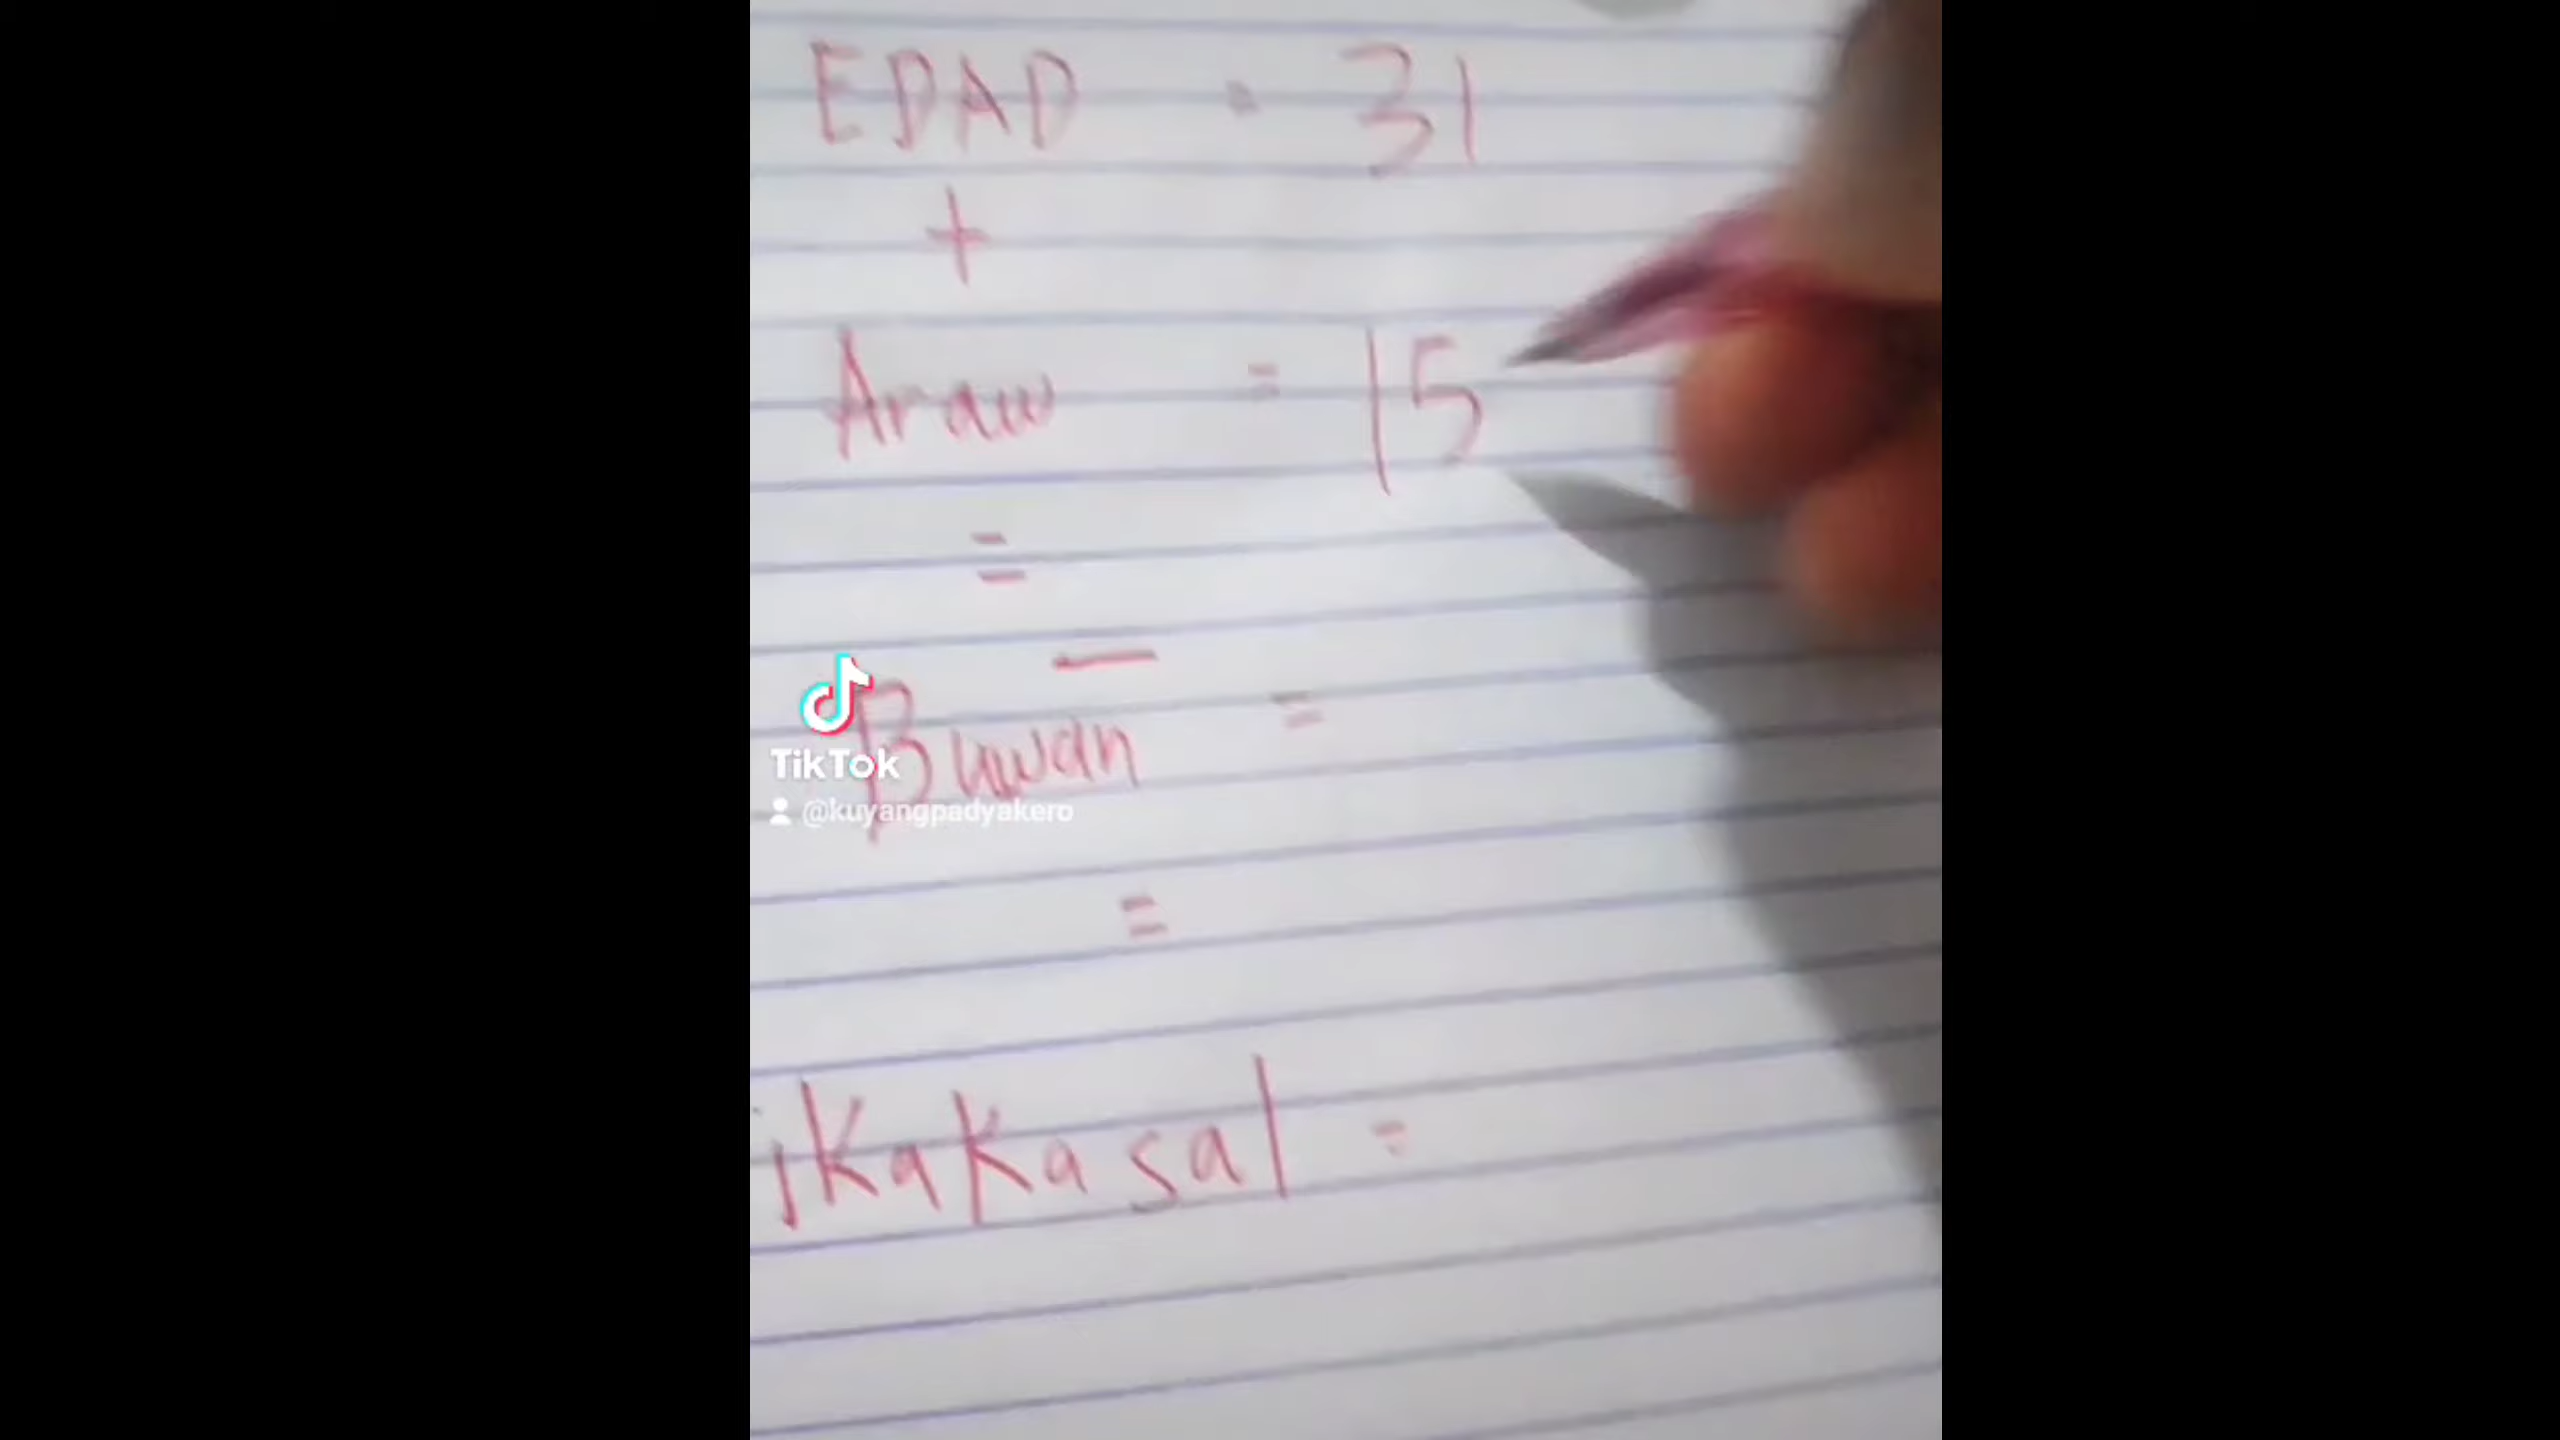 EDAD = 31
+
Araw = 15
=
-
Buwan =
TikTok
@kuyangpadyakero
=
ikakasal =